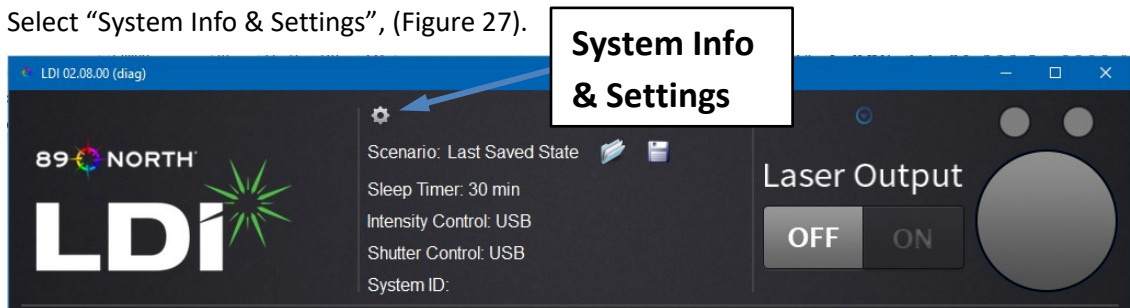 Select “System Info & Settings”, (Figure 27).
System Info
& Settings
LDI 02.08.00 (diag)
89 NORTH
LDI
Scenario: Last Saved State
Sleep Timer: 30 min
Intensity Control: USB
Shutter Control: USB
System ID:
Laser Output
OFF
ON